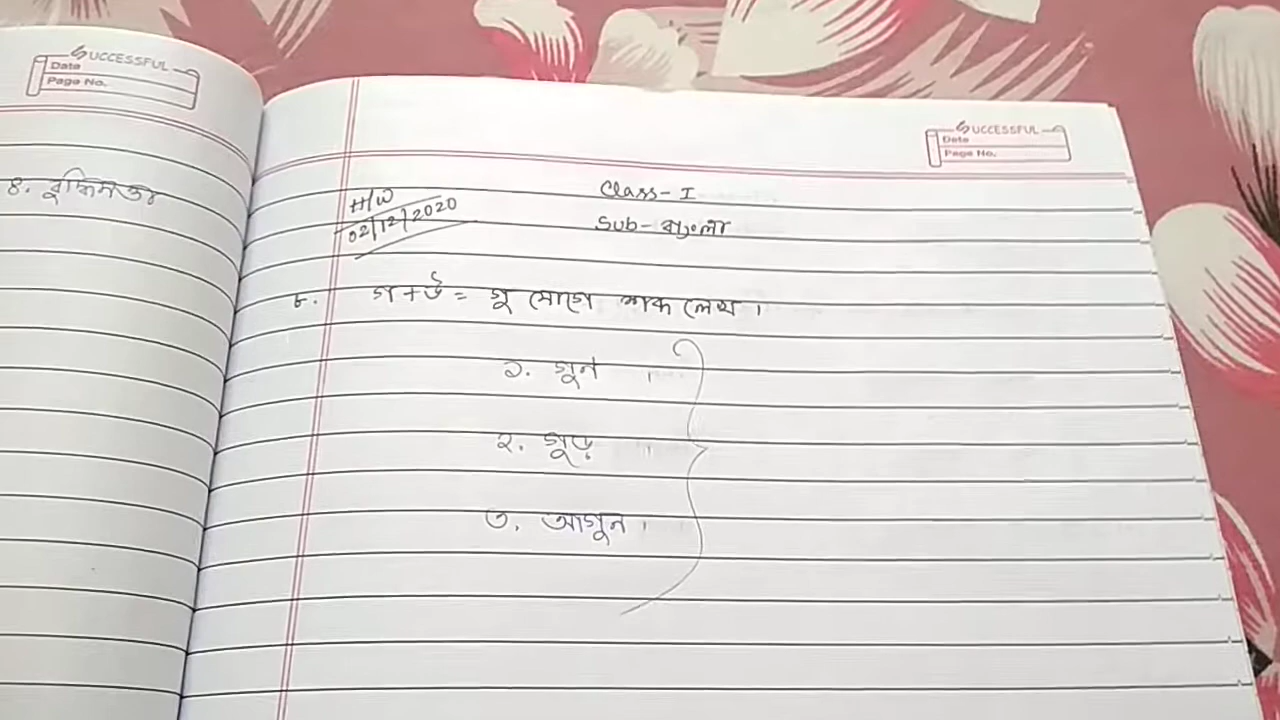 SUCCESSFUL
Date
Page No.
৪. বুদ্ধিমত্তা
SUCCESSFUL
Date
Page No.
H/W
02/12/2020
Class- I
Sub- বাংলা
৮. গ+উ = গু যোগে শব্দ লেখ।
১. গুন ।
২. গুড় ।
৩. আগুন ।